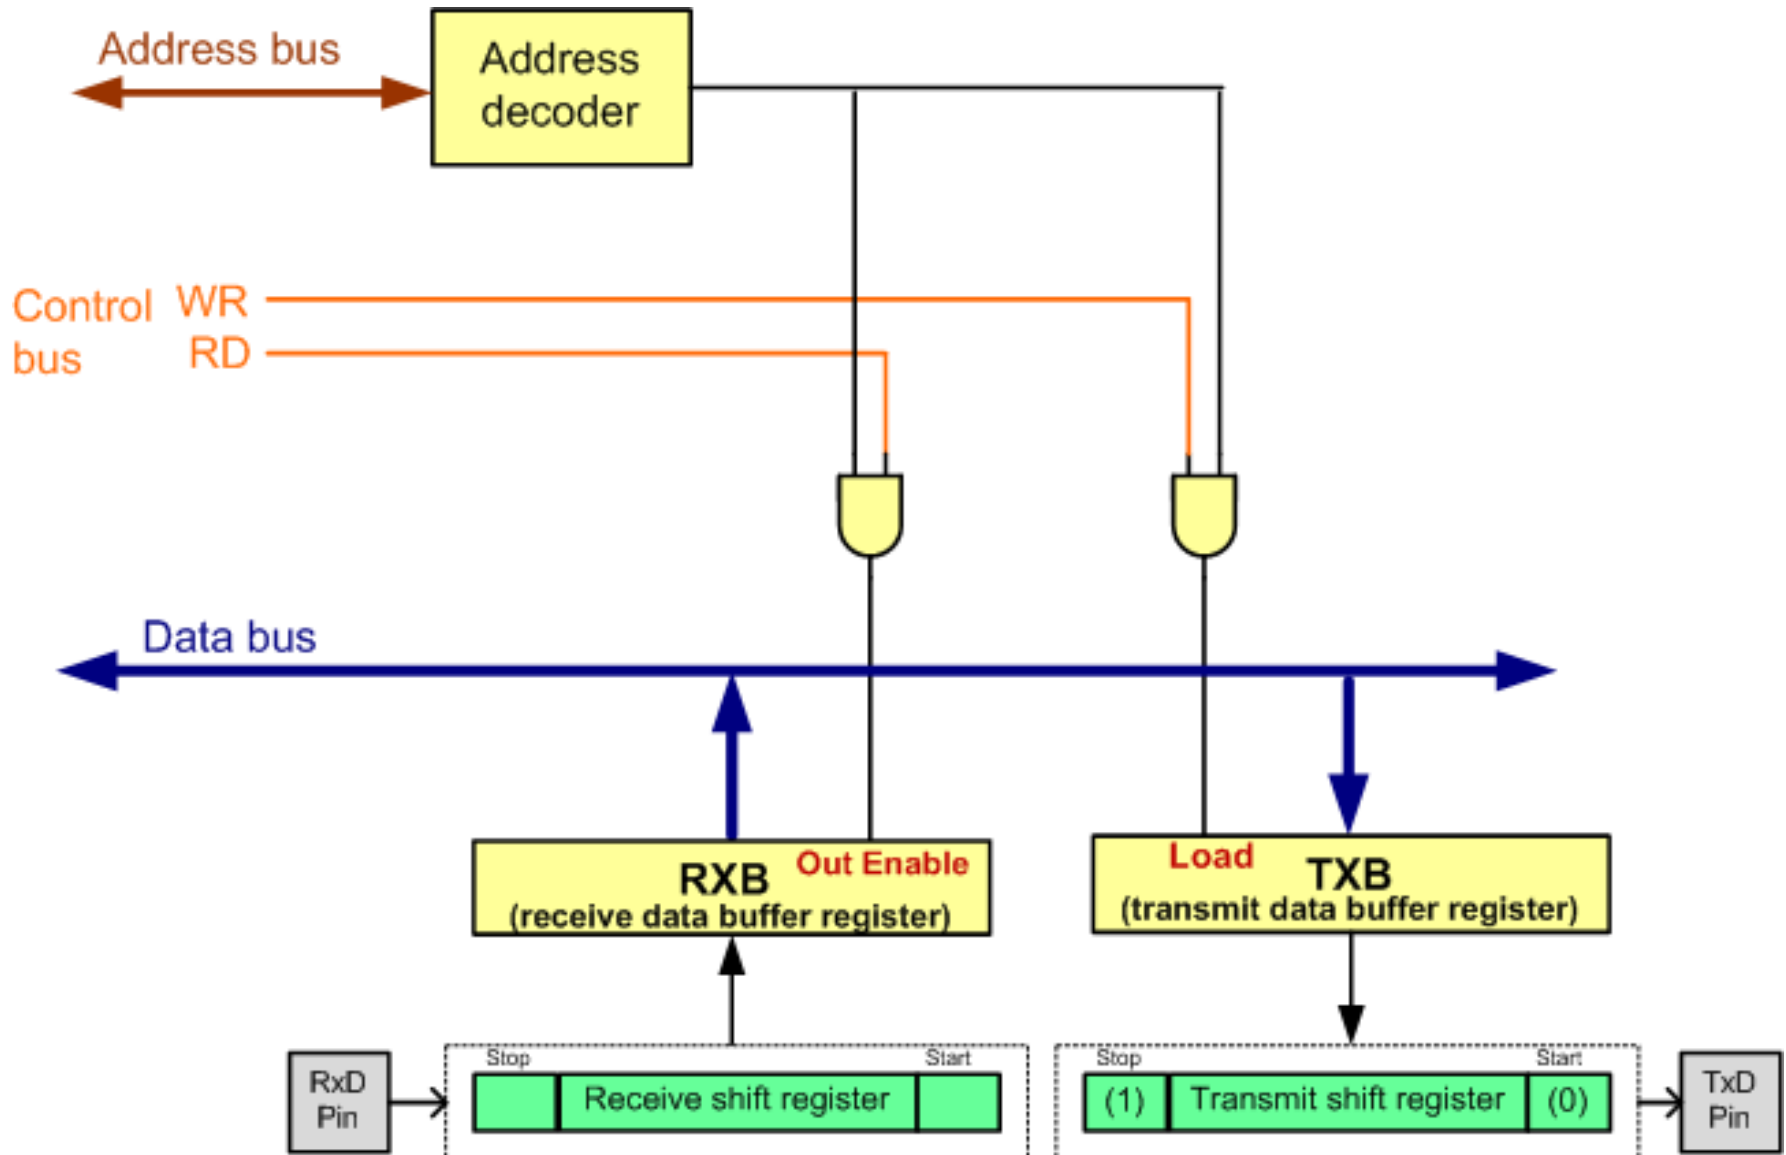 Address bus
Address
decoder
Control
bus
WR
RD
Data bus
RXB
Out Enable
(receive data buffer register)
Load
TXB
(transmit data buffer register)
RxD
Pin
Stop
Start
Receive shift register
Stop
Start
(1)
Transmit shift register
(0)
TxD
Pin